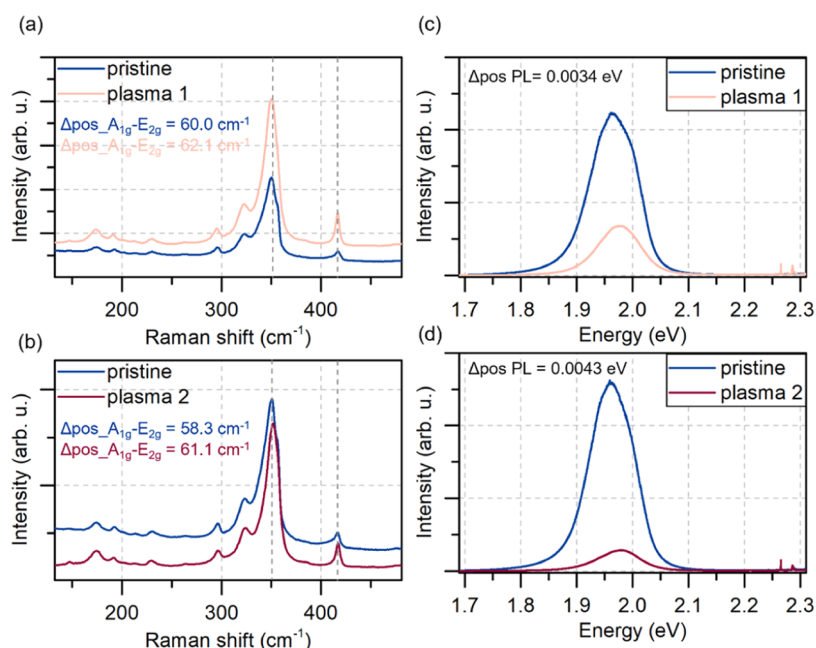 (a)
pristine
plasma 1
Δpos_A1g-E2g = 60.0 cm-1
Δpos_A1g-E2g = 62.1 cm-1
Intensity (arb. u.)
200 300 400
Raman shift (cm-1)
(b)
pristine
plasma 2
Δpos_A1g-E2g = 58.3 cm-1
Δpos_A1g-E2g = 61.1 cm-1
Intensity (arb. u.)
200 300 400
Raman shift (cm-1)
(c)
Δpos PL= 0.0034 eV
pristine
plasma 1
Intensity (arb. u.)
1.7 1.8 1.9 2.0 2.1 2.2 2.3
Energy (eV)
(d)
Δpos PL = 0.0043 eV
pristine
plasma 2
Intensity (arb. u.)
1.7 1.8 1.9 2.0 2.1 2.2 2.3
Energy (eV)